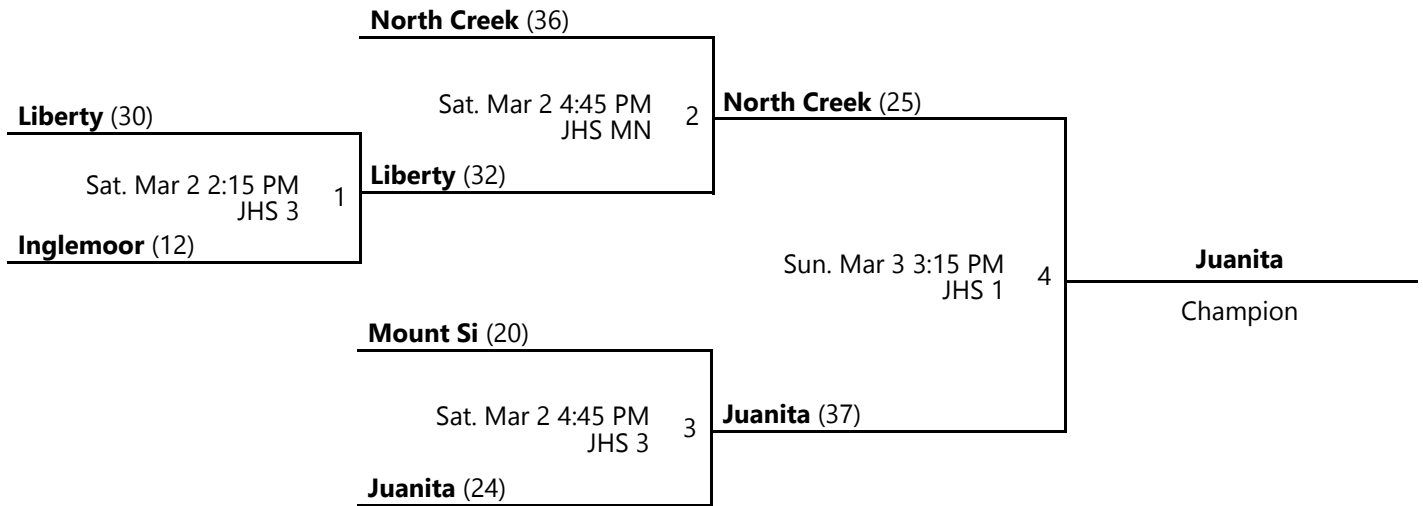 North Creek (36)
Liberty (30)
Sat. Mar 2 4:45 PM
JHS MN
2
North Creek (25)
Sat. Mar 2 2:15 PM
JHS 3
1
Liberty (32)
Inglemoor (12)
Sun. Mar 3 3:15 PM
JHS 1
4
Juanita
Champion
Mount Si (20)
Sat. Mar 2 4:45 PM
JHS 3
3
Juanita (37)
Juanita (24)